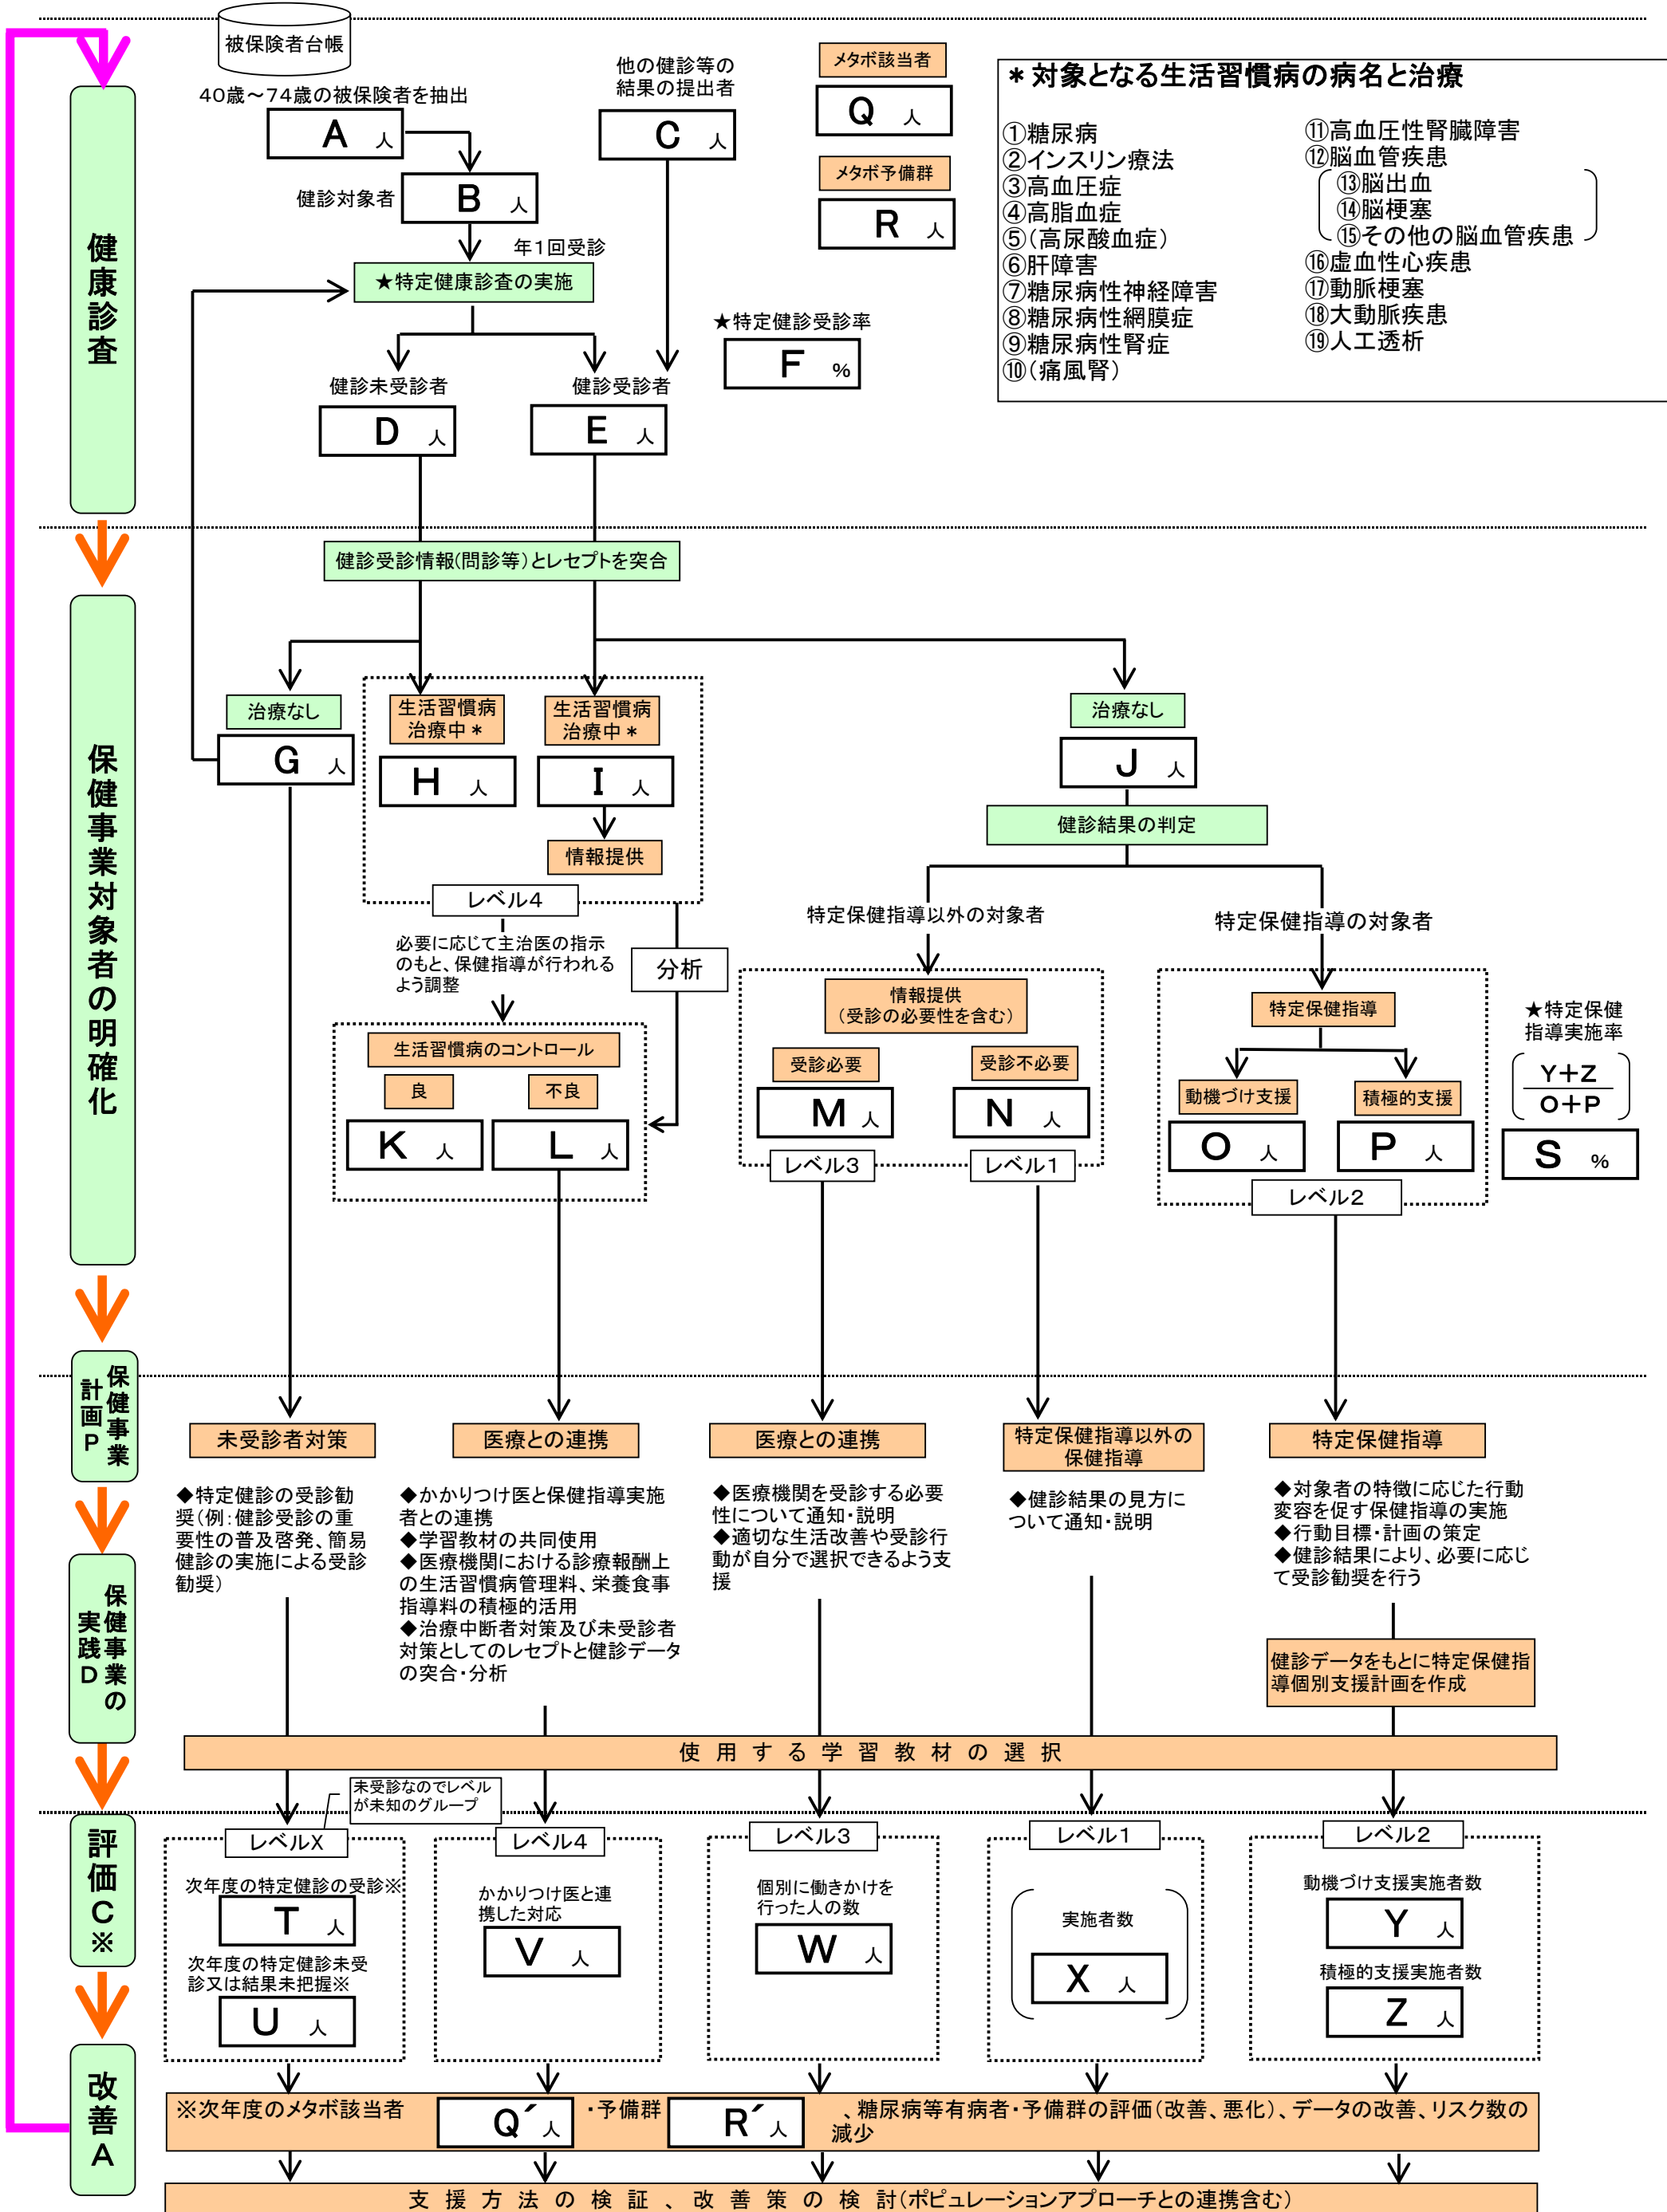 被保険者台帳
40歳～74歳の被保険者を抽出
A 人
健診対象者
B 人
年1回受診
他の健診等の
結果の提出者
C 人
メタボ該当者
Q 人
メタボ予備群
R 人
＊対象となる生活習慣病の病名と治療
①糖尿病
②インスリン療法
③高血圧症
④高脂血症
⑤（高尿酸血症）
⑥肝障害
⑦糖尿病性神経障害
⑧糖尿病性網膜症
⑨糖尿病性腎症
⑩（痛風腎）
⑪高血圧性腎臓障害
⑫脳血管疾患
⑬脳出血
⑭脳梗塞
⑮その他の脳血管疾患
⑯虚血性心疾患
⑰動脈梗塞
⑱大動脈疾患
⑲人工透析
健康診査
★特定健康診査の実施
★特定健診受診率
F %
健診未受診者
D 人
健診受診者
E 人
健診受診情報(問診等)とレセプトを突合
保健事業対象者の明確化
治療なし
G 人
生活習慣病
治療中＊
H 人
生活習慣病
治療中＊
I 人
情報提供
レベル4
治療なし
J 人
健診結果の判定
特定保健指導以外の対象者
特定保健指導の対象者
必要に応じて主治医の指示
のもと、保健指導が行われる
よう調整
分析
生活習慣病のコントロール
良
不良
K 人
L 人
情報提供
（受診の必要性を含む）
受診必要
受診不必要
M 人
N 人
レベル3
レベル1
特定保健指導
動機づけ支援
積極的支援
O 人
P 人
レベル2
★特定保健
指導実施率
Y＋Z
O＋P
S %
保健事業
計画P
未受診者対策
医療との連携
医療との連携
特定保健指導以外の
保健指導
特定保健指導
◆特定健診の受診勧
奨（例：健診受診の重
要性の普及啓発、簡易
健診の実施による受診
勧奨）
◆かかりつけ医と保健指導実施
者との連携
◆学習教材の共同使用
◆医療機関における診療報酬上
の生活習慣病管理料、栄養食事
指導料の積極的活用
◆治療中断者対策及び未受診者
対策としてのレセプトと健診データ
の突合・分析
◆医療機関を受診する必要
性について通知・説明
◆適切な生活改善や受診行
動が自分で選択できるよう支
援
◆健診結果の見方に
ついて通知・説明
◆対象者の特徴に応じた行動
変容を促す保健指導の実施
◆行動目標・計画の策定
◆健診結果により、必要に応じ
て受診勧奨を行う
保健事業の
実践D
健診データをもとに特定保健指
導個別支援計画を作成
使用する学習教材の選択
未受診なのでレベル
が未知のグループ
評価C※
レベルX
次年度の特定健診の受診※
T 人
次年度の特定健診未受
診又は結果未把握※
U 人
レベル4
かかりつけ医と連
携した対応
V 人
レベル3
個別に働きかけを
行った人の数
W 人
レベル1
実施者数
X 人
レベル2
動機づけ支援実施者数
Y 人
積極的支援実施者数
Z 人
改善A
※次年度のメタボ該当者 Q´ 人 ・予備群 R´ 人 、糖尿病等有病者・予備群の評価（改善、悪化）、データの改善、リスク数の
減少
支援方法の検証、改善策の検討(ポピュレーションアプローチとの連携含む)